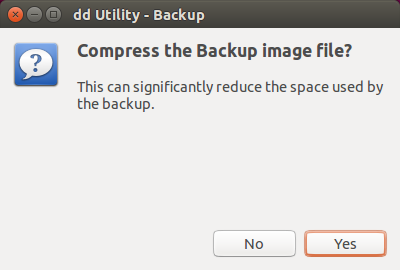 dd Utility - Backup
Compress the Backup image file?
This can significantly reduce the space used by
the backup.
No
Yes